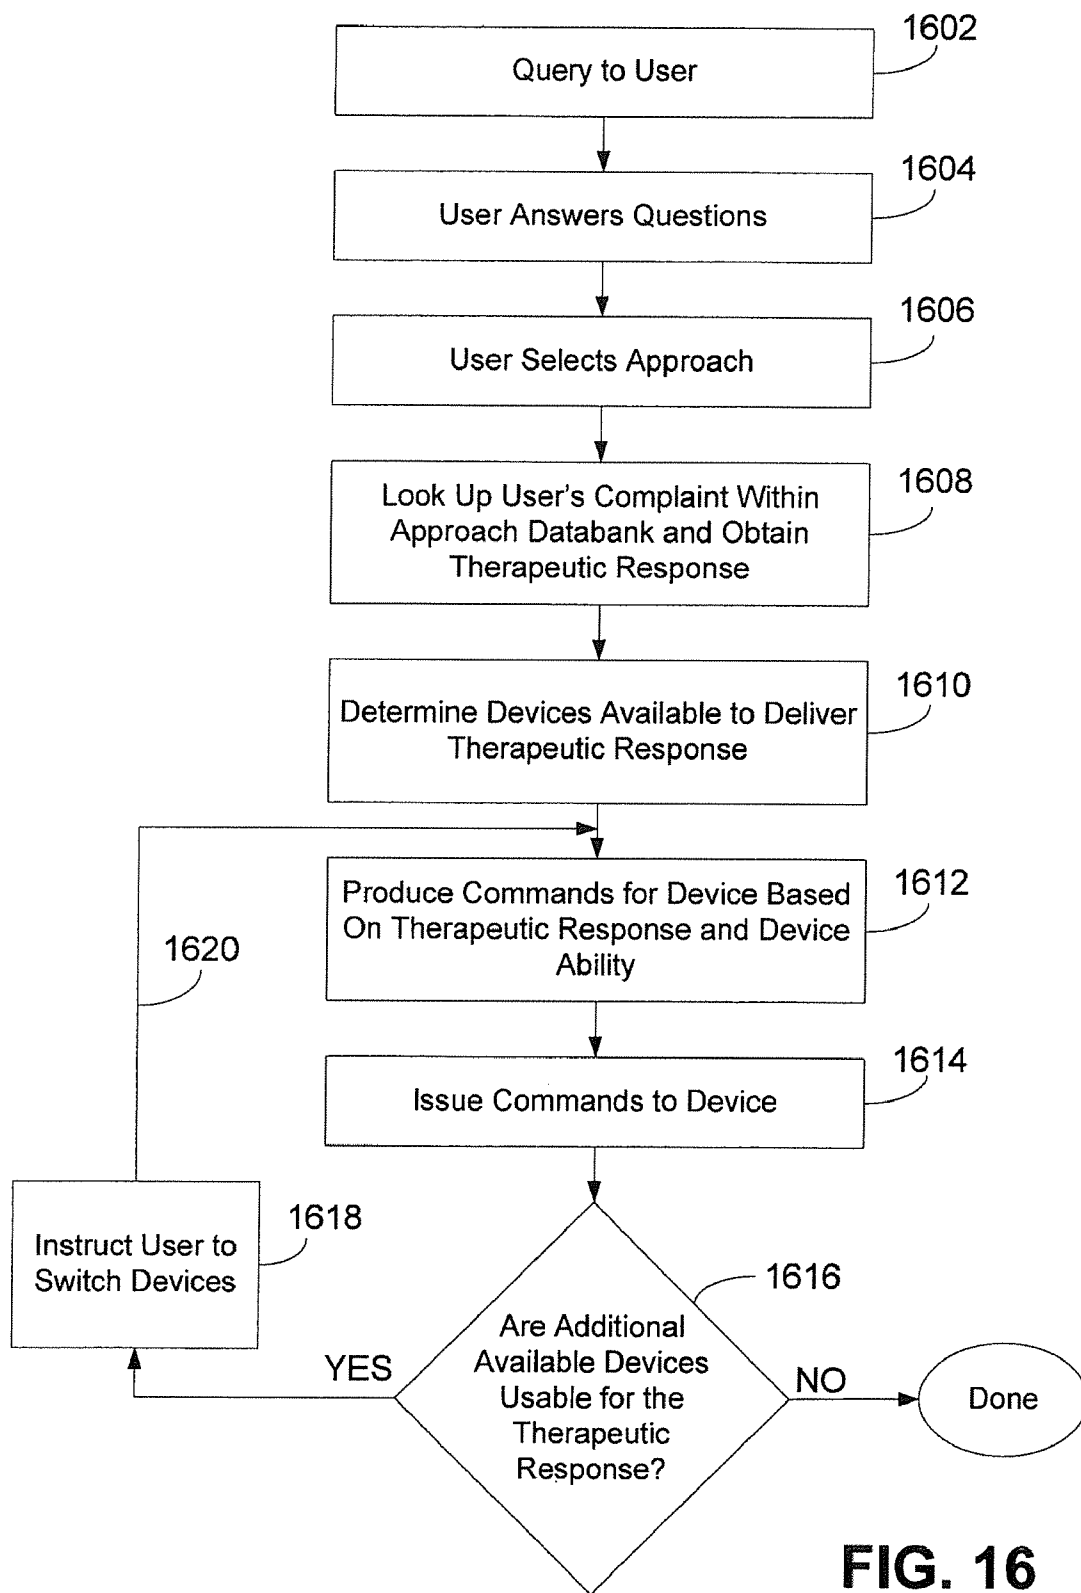 1602
Query to User
1604
User Answers Questions
1606
User Selects Approach
1608
Look Up User's Complaint Within
Approach Databank and Obtain
Therapeutic Response
1610
Determine Devices Available to Deliver
Therapeutic Response
1612
Produce Commands for Device Based
On Therapeutic Response and Device
Ability
1620
1614
Issue Commands to Device
1618
Instruct User to
Switch Devices
1616
Are Additional
Available Devices
Usable for the
Therapeutic
Response?
YES
NO
Done
FIG. 16